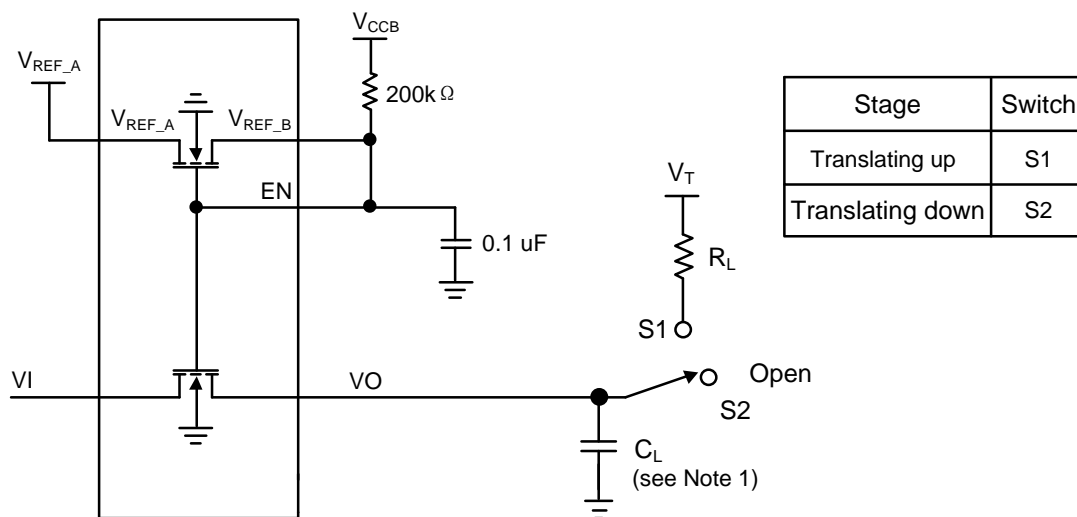 V_CCB
V_REF_A
200k Ω
V_REF_A V_REF_B
EN
0.1 uF
Stage Switch
Translating up S1
Translating down S2
V_T
R_L
S1
VI VO Open
S2
C_L
(see Note 1)